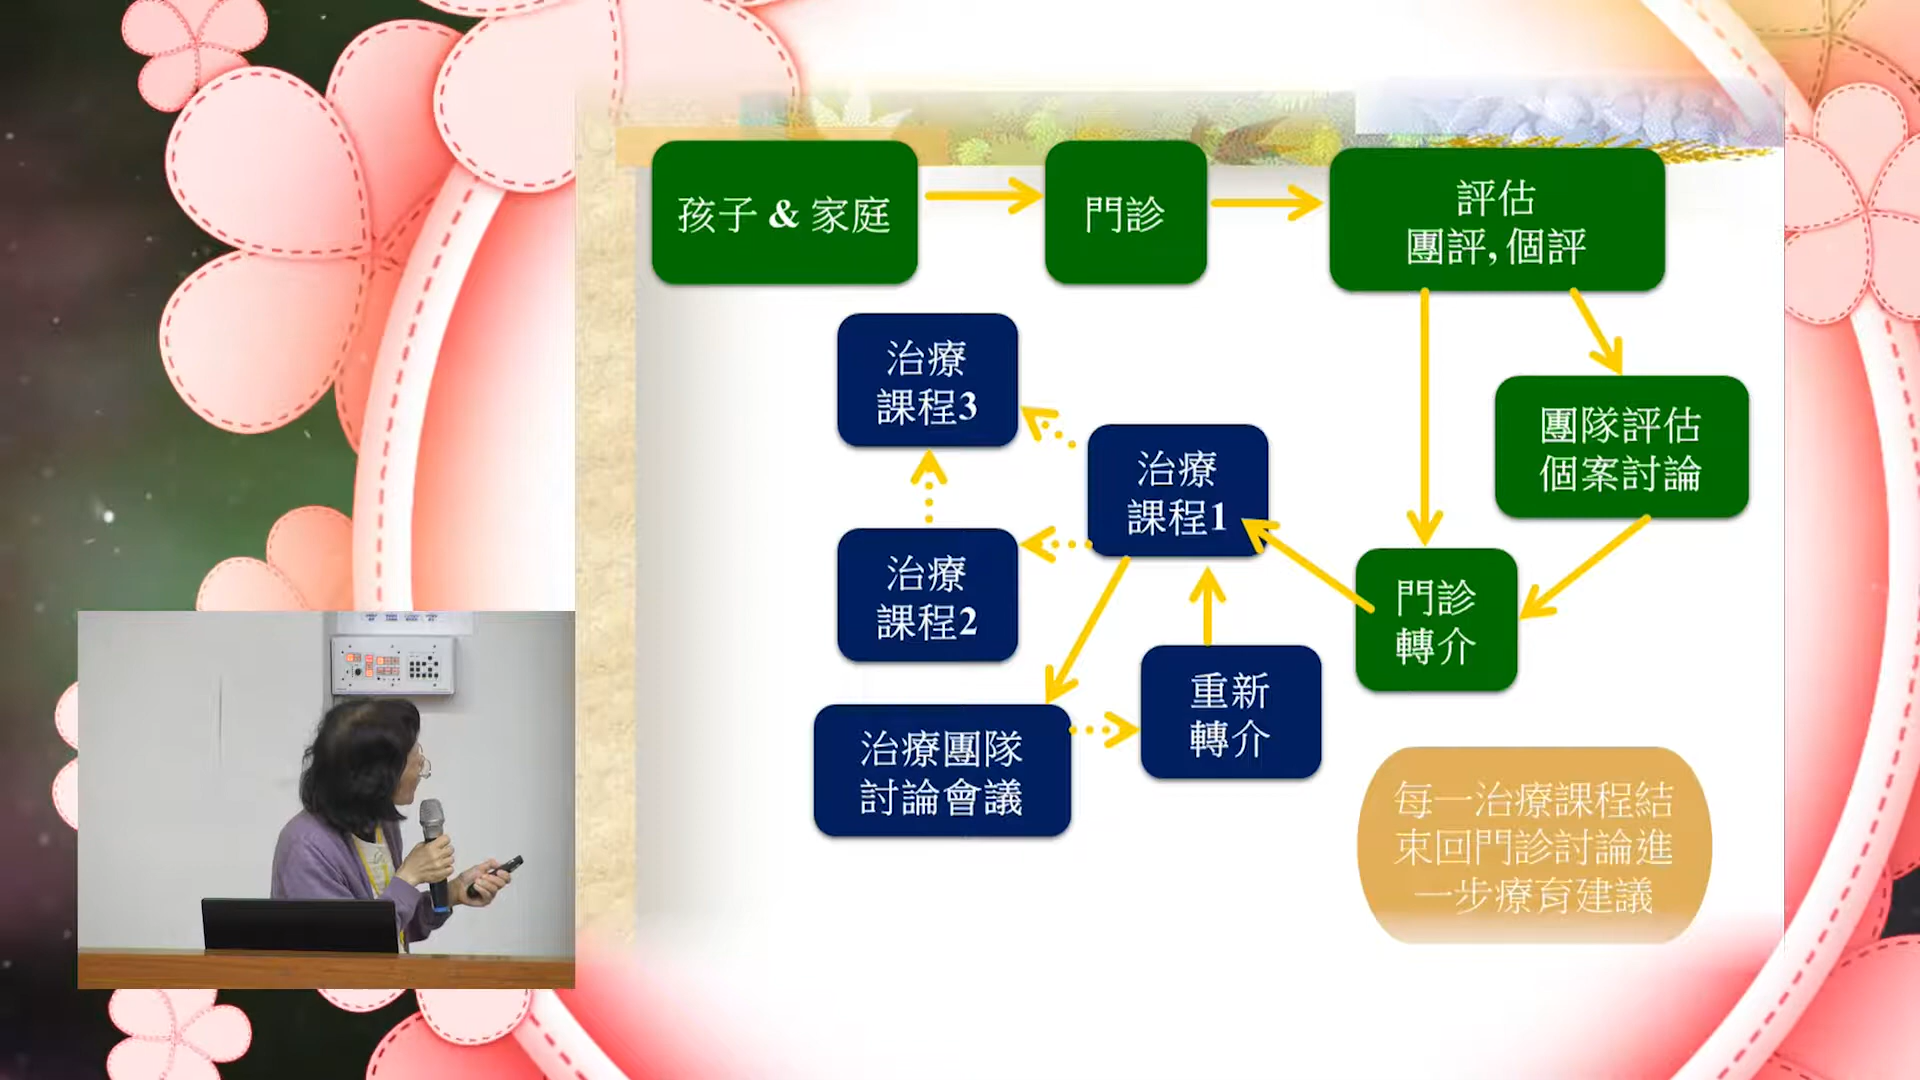 孩子 & 家庭
門診
評估
團評, 個評
治療
課程3
團隊評估
個案討論
治療
課程1
治療
課程2
門診
轉介
重新
轉介
治療團隊
討論會議
每一治療課程結
束回門診討論進
一步療育建議